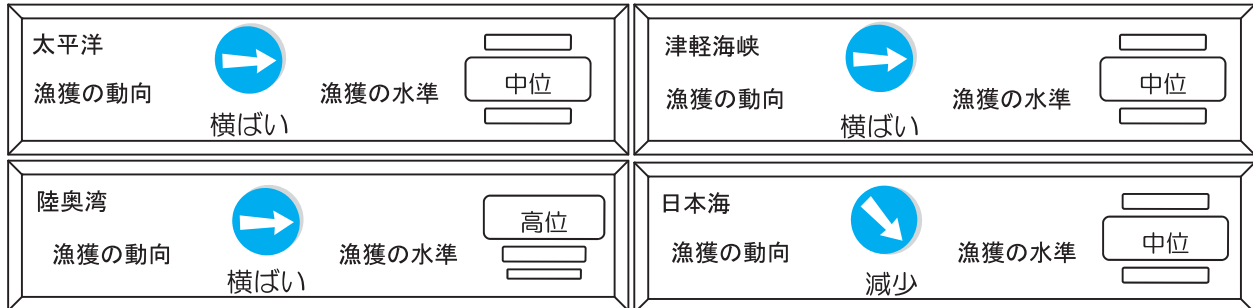 太平洋
漁獲の動向
横ばい
漁獲の水準
中位
津軽海峡
漁獲の動向
横ばい
漁獲の水準
中位
陸奥湾
漁獲の動向
横ばい
漁獲の水準
高位
日本海
漁獲の動向
減少
漁獲の水準
中位